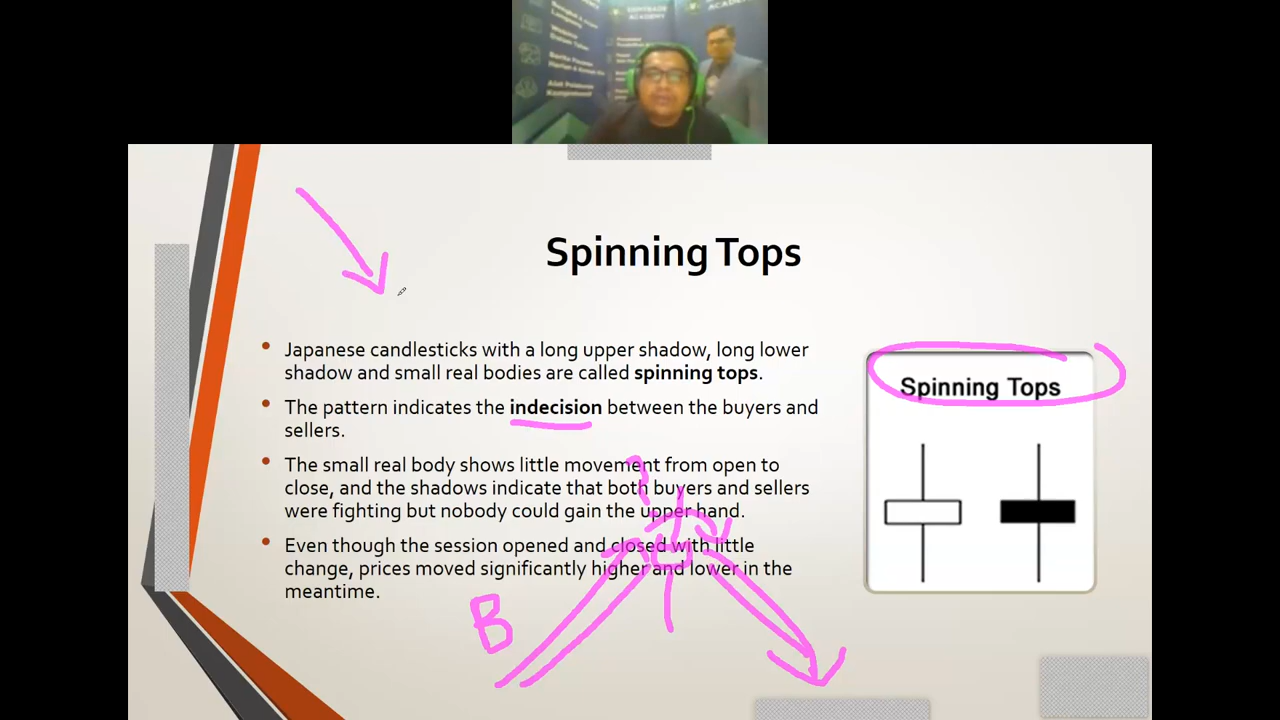 ACADEMY
Spinning Tops
Japanese candlesticks with a long upper shadow, long lower
shadow and small real bodies are called spinning tops.
The pattern indicates the indecision between the buyers and
sellers.
The small real body shows little movement from open to
close, and the shadows indicate that both buyers and sellers
were fighting but nobody could gain the upper hand.
Even though the session opened and closed with little
change, prices moved significantly higher and lower in the
meantime.
Spinning Tops
?
B